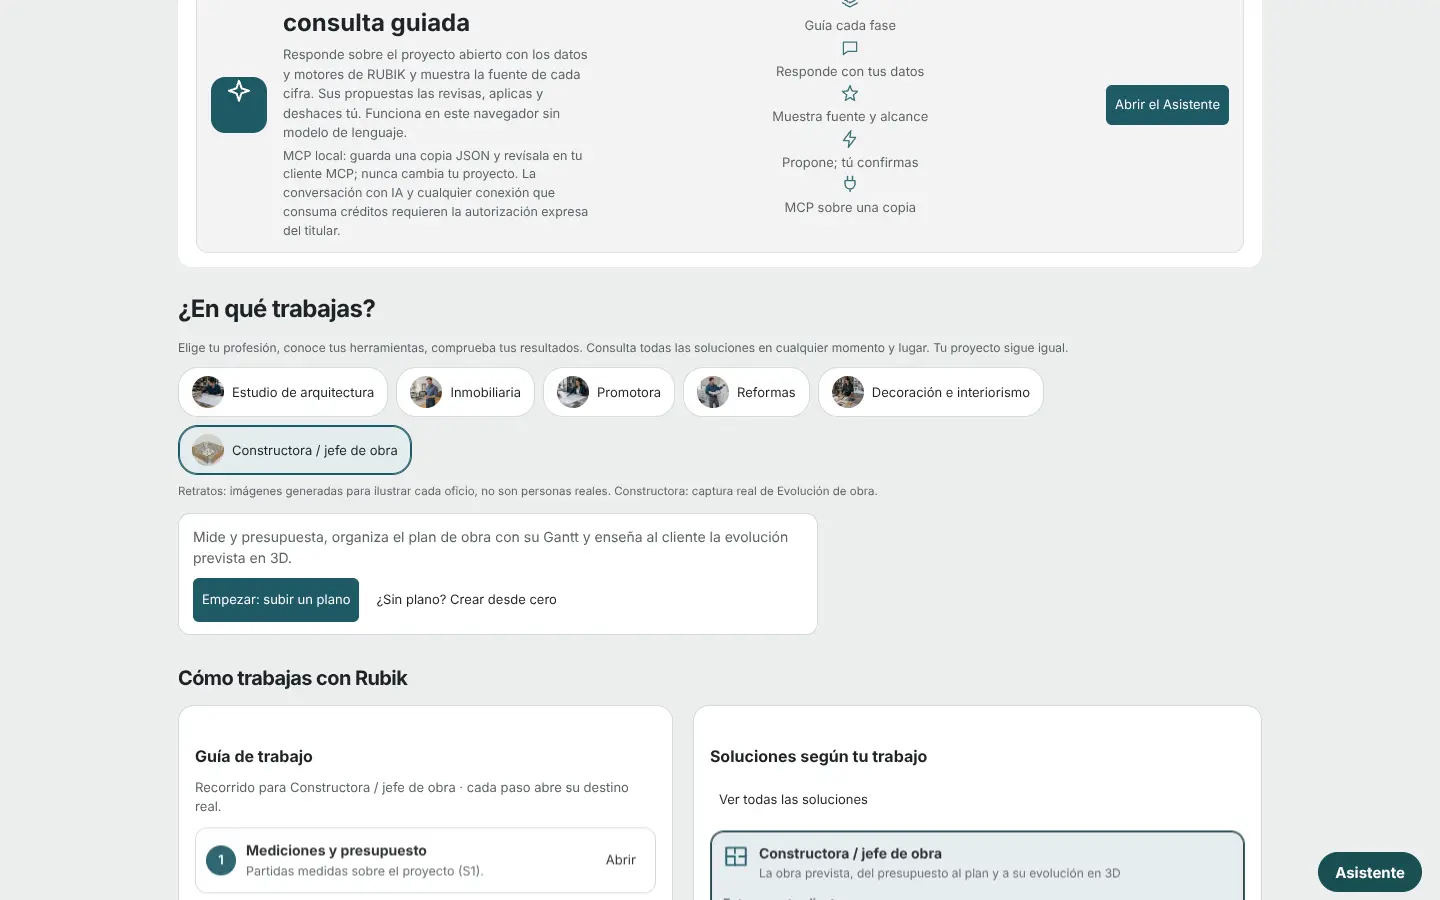 consulta guiada
Responde sobre el proyecto abierto con los datos
y motores de RUBIK y muestra la fuente de cada
cifra. Sus propuestas las revisas, aplicas y
deshaces tú. Funciona en este navegador sin
modelo de lenguaje.
MCP local: guarda una copia JSON y revísala en tu
cliente MCP; nunca cambia tu proyecto. La
conversación con IA y cualquier conexión que
consuma créditos requieren la autorización expresa
del titular.
Guía cada fase
Responde con tus datos
Muestra fuente y alcance
Propone; tú confirmas
MCP sobre una copia
Abrir el Asistente
¿En qué trabajas?
Elige tu profesión, conoce tus herramientas, comprueba tus resultados. Consulta todas las soluciones en cualquier momento y lugar. Tu proyecto sigue igual.
Estudio de arquitectura
Inmobiliaria
Promotora
Reformas
Decoración e interiorismo
Constructora / jefe de obra
Retratos: imágenes generadas para ilustrar cada oficio, no son personas reales. Constructora: captura real de Evolución de obra.
Mide y presupuesta, organiza el plan de obra con su Gantt y enseña al cliente la evolución
prevista en 3D.
Empezar: subir un plano
¿Sin plano? Crear desde cero
Cómo trabajas con Rubik
Guía de trabajo
Recorrido para Constructora / jefe de obra · cada paso abre su destino
real.
1
Mediciones y presupuesto
Partidas medidas sobre el proyecto (S1).
Abrir
Soluciones según tu trabajo
Ver todas las soluciones
Constructora / jefe de obra
La obra prevista, del presupuesto al plan y a su evolución en 3D
Asistente